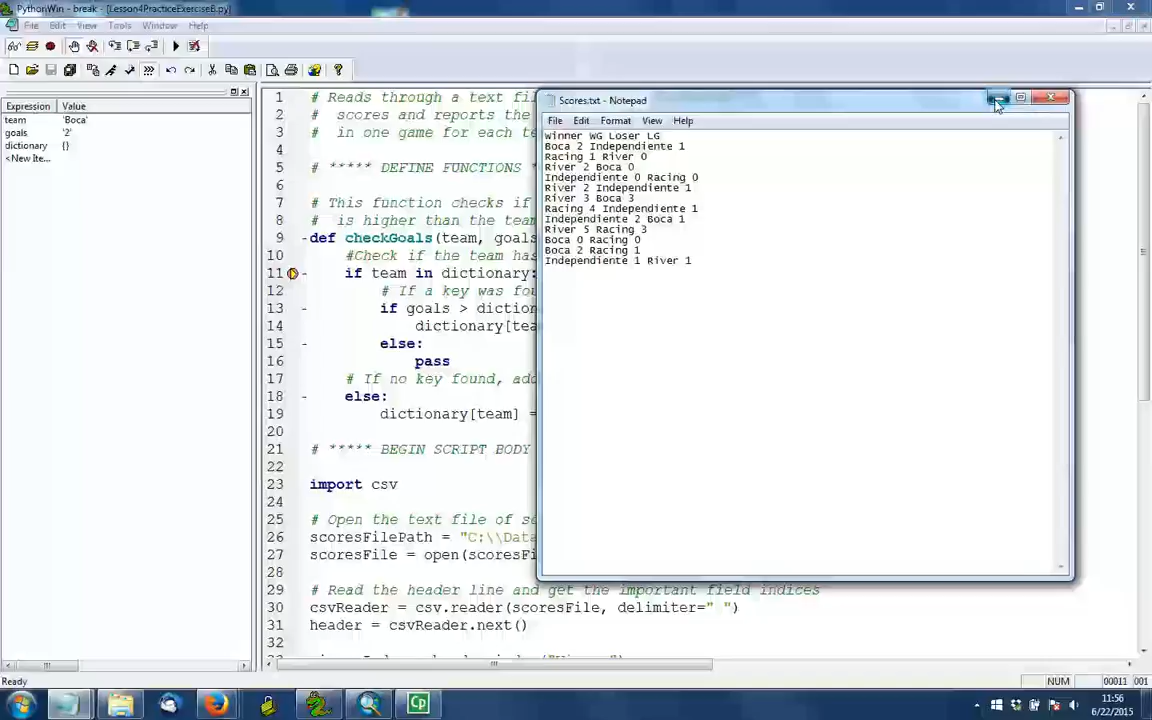 PythonWin - break - [Lesson4PracticeExerciseB.py]
File Edit View Tools Window Help
Expression Value
team 'Boca'
goals '2'
dictionary {}
<New Ite...
1 # Reads through a text fi
2 # scores and reports the
3 # in one game for each te
4
5 # ***** DEFINE FUNCTIONS *
6
7 # This function checks if
8 # is higher than the team
9 def checkGoals(team, goals
10 #Check if the team has
11 if team in dictionary:
12 # If a key was fou
13 if goals > diction
14 dictionary[tea
15 else:
16 pass
17 # If no key found, add
18 else:
19 dictionary[team] =
20
21 # ***** BEGIN SCRIPT BODY
22
23 import csv
24
25 # Open the text file of s
26 scoresFilePath = "C:\\Data
27 scoresFile = open(scoresFi
28
29 # Read the header line and get the important field indices
30 csvReader = csv.reader(scoresFile, delimiter=" ")
31 header = csvReader.next()
32
Scores.txt - Notepad
File Edit Format View Help
Winner WG Loser LG
Boca 2 Independiente 1
Racing 1 River 0
River 2 Boca 0
Independiente 0 Racing 0
River 2 Independiente 1
River 3 Boca 3
Racing 4 Independiente 1
Independiente 2 Boca 1
River 5 Racing 3
Boca 0 Racing 0
Boca 2 Racing 1
Independiente 1 River 1
Ready
NUM 00011 001
Cp
11:56
6/22/2015